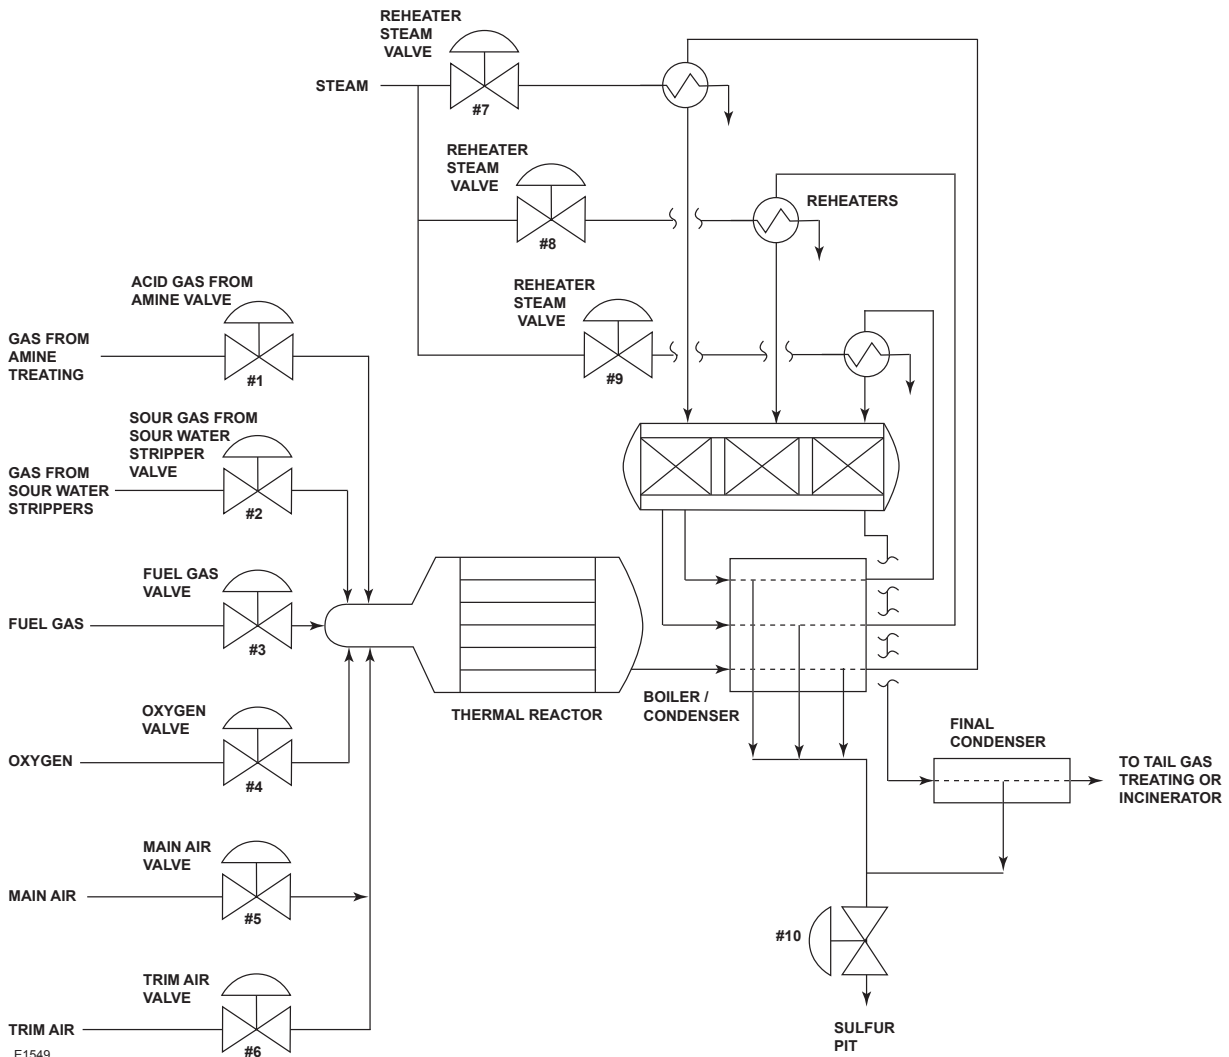 REHEATER
STEAM
VALVE
STEAM
#7
REHEATER
STEAM
VALVE
REHEATERS
#8
ACID GAS FROM
AMINE VALVE
REHEATER
STEAM
VALVE
GAS FROM
AMINE
TREATING
#1
#9
SOUR GAS FROM
SOUR WATER
STRIPPER
VALVE
GAS FROM
SOUR WATER
STRIPPERS
#2
FUEL GAS
VALVE
FUEL GAS
#3
THERMAL REACTOR
BOILER /
CONDENSER
OXYGEN
VALVE
OXYGEN
#4
FINAL
CONDENSER
TO TAIL GAS
TREATING OR
INCINERATOR
MAIN AIR
VALVE
MAIN AIR
#5
#10
TRIM AIR
VALVE
TRIM AIR
#6
SULFUR
PIT
E1549